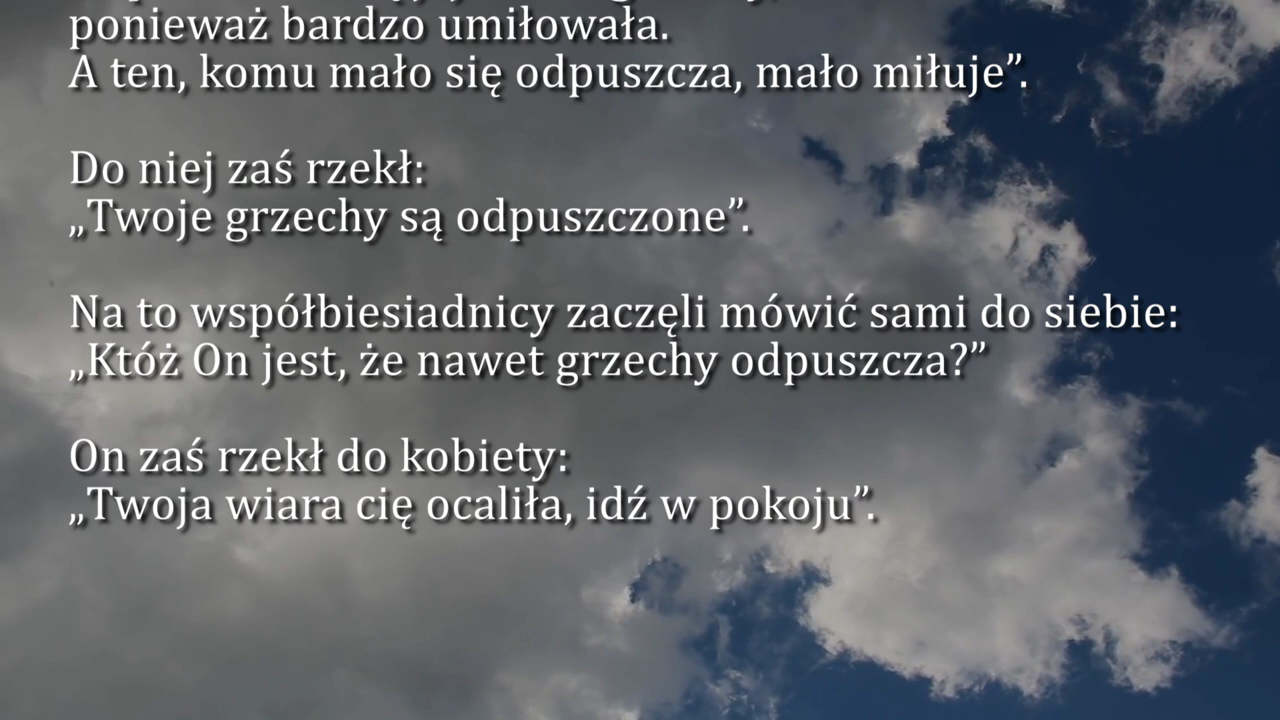 ponieważ bardzo umiłowała.
A ten, komu mało się odpuszcza, mało miłuje”.
Do niej zaś rzekł:
„Twoje grzechy są odpuszczone”.
Na to współbiesiadnicy zaczęli mówić sami do siebie:
„Któż On jest, że nawet grzechy odpuszcza?”
On zaś rzekł do kobiety:
„Twoja wiara cię ocaliła, idź w pokoju”.